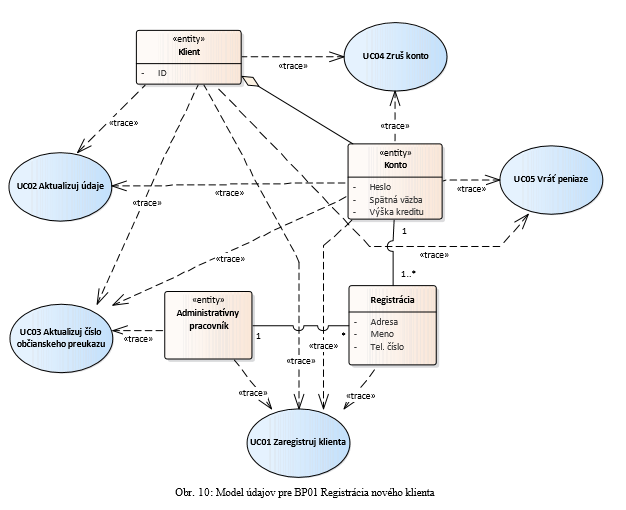 «entity»
Klient
- ID
UC04 Zruš konto
«trace»
«trace»
«trace»
«entity»
Konto
- Heslo
- Spätná väzba
- Výška kreditu
UC02 Aktualizuj údaje
«trace»
«trace»
UC05 Vráť peniaze
«trace»
1
«trace»
«trace»
1..*
«entity»
Administratívny
pracovník
Registrácia
- Adresa
- Meno
- Tel. číslo
UC03 Aktualizuj číslo
občianskeho preukazu
«trace»
1
*
«trace»
«trace»
«trace»
«trace»
UC01 Zaregistruj klienta
Obr. 10: Model údajov pre BP01 Registrácia nového klienta